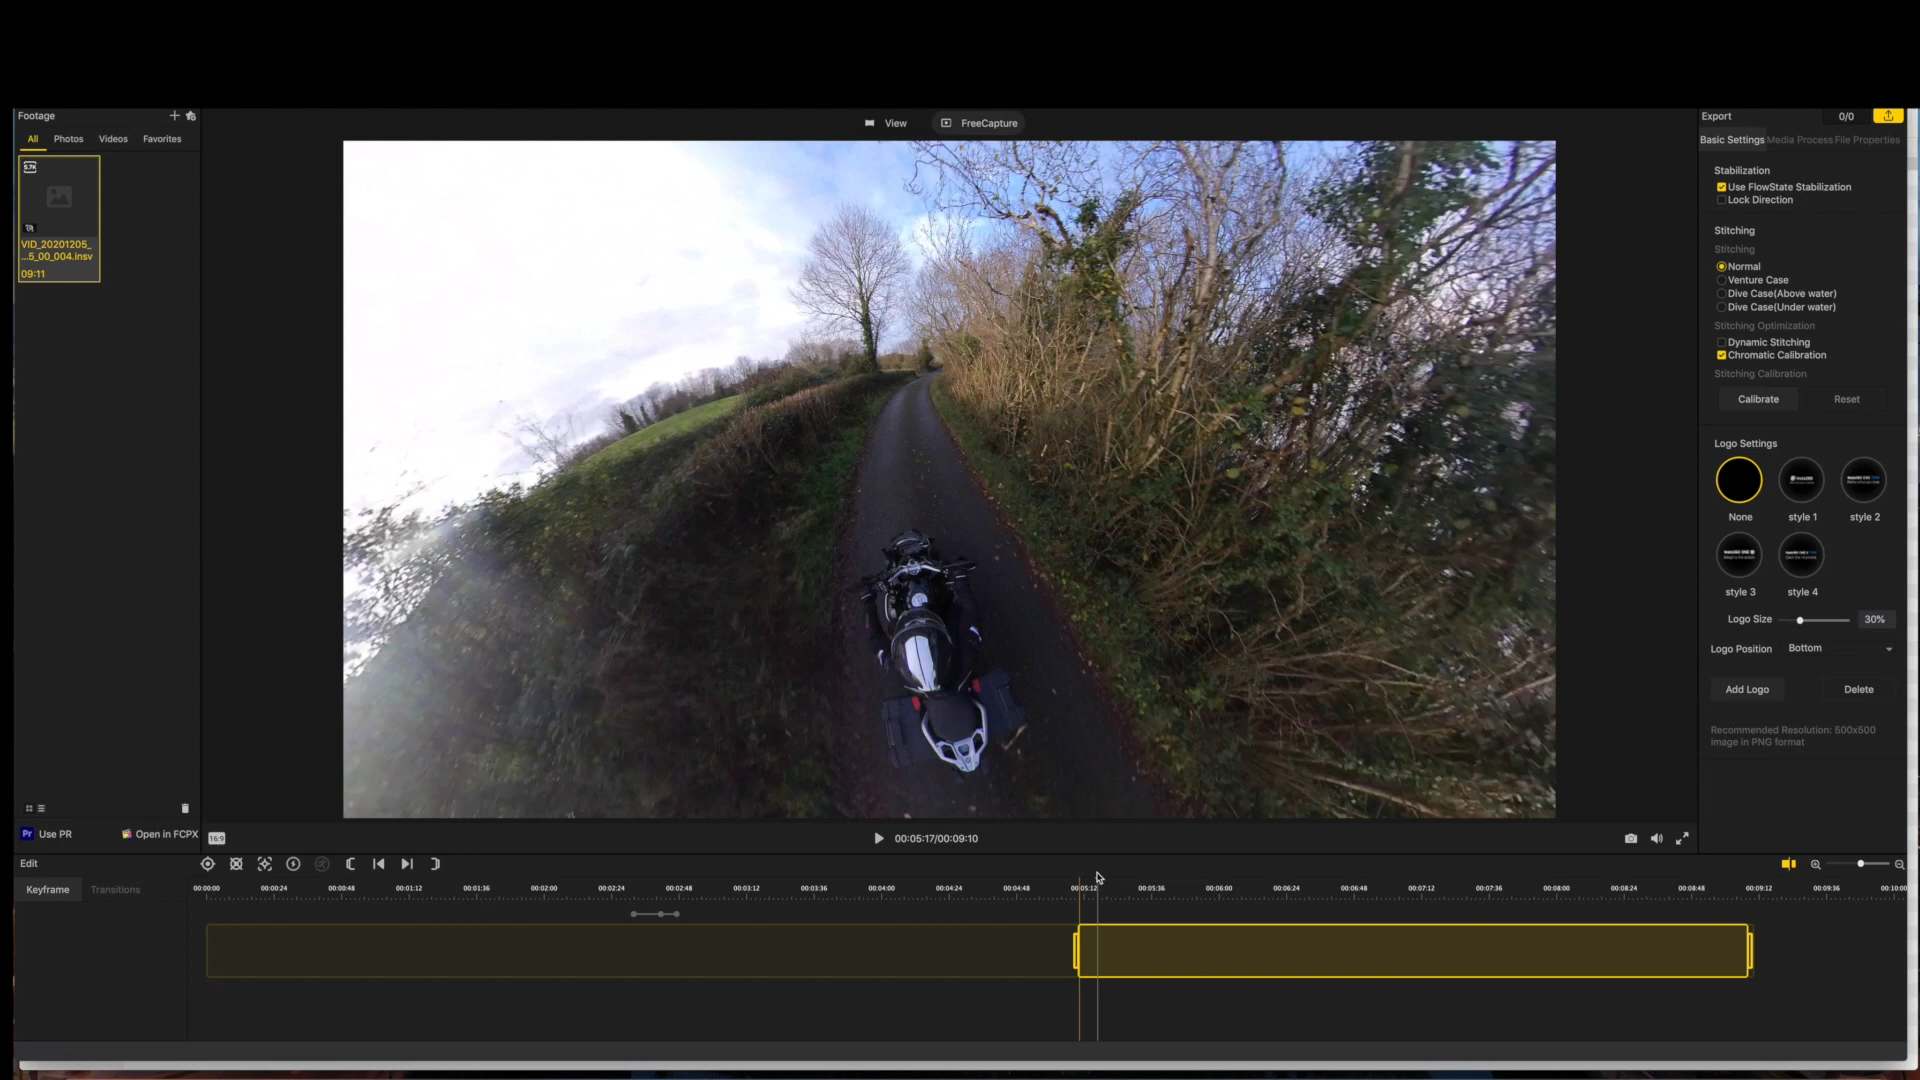 Footage
All Photos Videos Favorites
5.7K
VID_20201205_
...5_00_004.insv
09:11
Pr Use PR Open in FCPX
View FreeCapture
16:9
00:05:17/00:09:10
Export 0/0
Basic Settings Media Process File Properties
Stabilization
Use FlowState Stabilization
Lock Direction
Stitching
Stitching
Normal
Venture Case
Dive Case(Above water)
Dive Case(Under water)
Stitching Optimization
Dynamic Stitching
Chromatic Calibration
Stitching Calibration
Calibrate Reset
Logo Settings
None style 1 style 2
style 3 style 4
Logo Size 30%
Logo Position Bottom
Add Logo Delete
Recommended Resolution: 500x500
image in PNG format
Edit
Keyframe Transitions
00:00:00 00:00:24 00:00:48 00:01:12 00:01:36 00:02:00 00:02:24 00:02:48 00:03:12 00:03:36 00:04:00 00:04:24 00:04:48 00:05:12 00:05:36 00:06:00 00:06:24 00:06:48 00:07:12 00:07:36 00:08:00 00:08:24 00:08:48 00:09:12 00:09:36 00:10:00